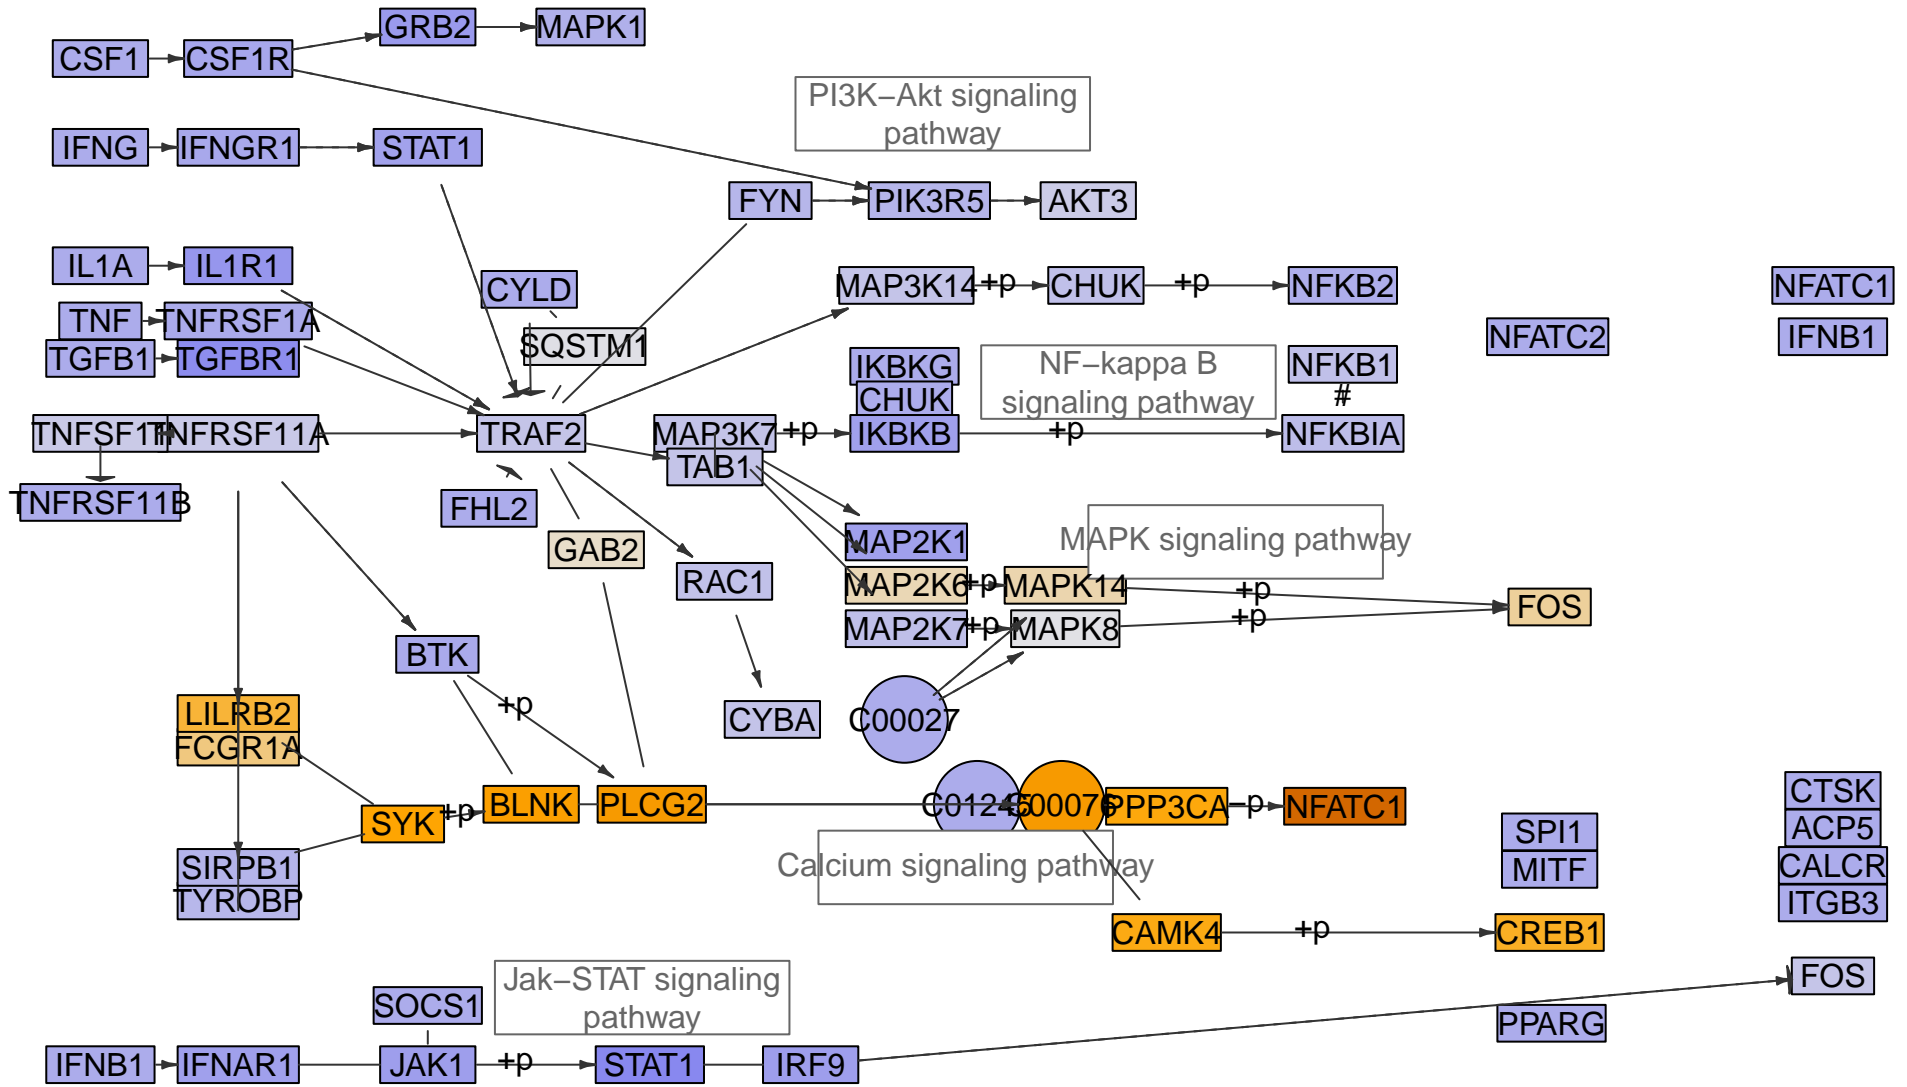 GRB2
MAPK1
CSF1
CSF1R
PI3K−Akt signaling
pathway
IFNG
IFNGR1
STAT1
FYN
PIK3R5
AKT3
IL1A
IL1R1
CYLD
MAP3K14
+p
CHUK
+p
NFKB2
NFATC1
TNF
TNFRSF1A
SQSTM1
NFATC2
IFNB1
TGFB1
TGFBR1
IKBKG
NF−kappa B
signaling pathway
NFKB1
#
CHUK
TNFRSF11A
TRAF2
MAP3K7
+p
IKBKB
+p
NFKBIA
TAB1
TNFRSF11B
FHL2
GAB2
MAP2K1
MAPK signaling pathway
RAC1
MAP2K6
+p
MAPK14
+p
FOS
MAP2K7
+p
MAPK8
+p
BTK
+p
LILRB2
FCGR1A
CYBA
C00027
SYK
+p
BLNK
PLCG2
C01245
C00076
PPP3CA
−p
NFATC1
CTSK
SPI1
ACP5
Calcium signaling pathway
SIRPB1
MITF
CALCR
TYROBP
ITGB3
CAMK4
+p
CREB1
Jak−STAT signaling
pathway
FOS
SOCS1
PPARG
IFNB1
IFNAR1
JAK1
+p
STAT1
IRF9